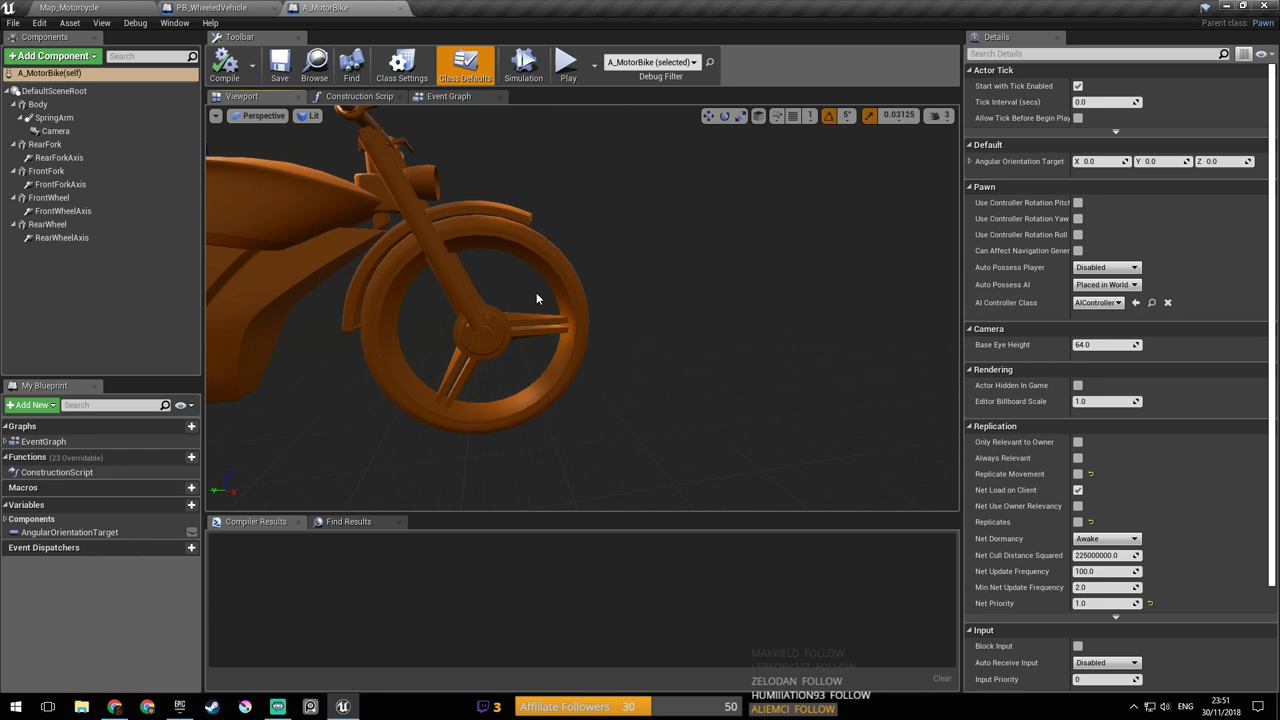 Map_Motorcycle
PB_WheeledVehicle
A_MotorBike
File Edit Asset View Debug Window Help
Parent class: Pawn
Components
+Add Component
Search
A_MotorBike(self)
DefaultSceneRoot
Body
SpringArm
Camera
RearFork
RearForkAxis
FrontFork
FrontForkAxis
FrontWheel
FrontWheelAxis
RearWheel
RearWheelAxis
My Blueprint
+Add New
Search
Graphs
EventGraph
Functions (23 Overridable)
ConstructionScript
Macros
Variables
Components
AngularOrientationTarget
Event Dispatchers
Toolbar
Compile Save Browse Find Class Settings Class Defaults Simulation Play
A_MotorBike (selected)
Debug Filter
Viewport Construction Scrip Event Graph
Perspective Lit
1 5° 0.03125 3
Compiler Results Find Results
Clear
Details
Search Details
Actor Tick
Start with Tick Enabled
Tick Interval (secs) 0.0
Allow Tick Before Begin Play
Default
Angular Orientation Target X 0.0 Y 0.0 Z 0.0
Pawn
Use Controller Rotation Pitch
Use Controller Rotation Yaw
Use Controller Rotation Roll
Can Affect Navigation Gener
Auto Possess Player Disabled
Auto Possess AI Placed in World
AI Controller Class AIController
Camera
Base Eye Height 64.0
Rendering
Actor Hidden In Game
Editor Billboard Scale 1.0
Replication
Only Relevant to Owner
Always Relevant
Replicate Movement
Net Load on Client
Net Use Owner Relevancy
Replicates
Net Dormancy Awake
Net Cull Distance Squared 225000000.0
Net Update Frequency 100.0
Min Net Update Frequency 2.0
Net Priority 1.0
Input
Block Input
Auto Receive Input Disabled
Input Priority 0
MAXYIELD FOLLOW
FOLLOW
ZELODAN FOLLOW
HUMIIIATION93 FOLLOW
ALIEMCI FOLLOW
3
Affiliate Followers 30 50
ENG
23:51
30/11/2018